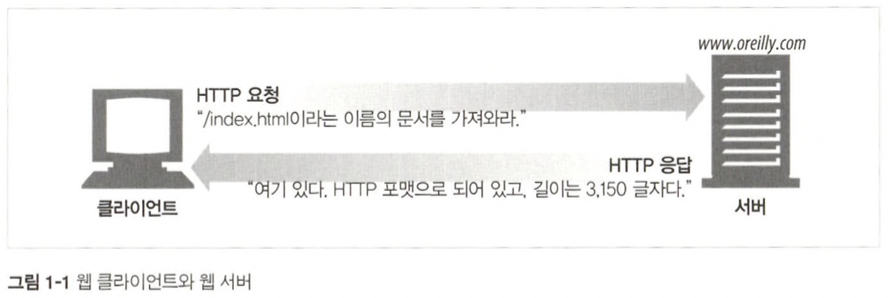 www.oreilly.com
HTTP 요청
“/index.html이라는 이름의 문서를 가져와라.”
HTTP 응답
“여기 있다. HTTP 포맷으로 되어 있고, 길이는 3,150 글자다.”
클라이언트
서버
그림 1-1 웹 클라이언트와 웹 서버